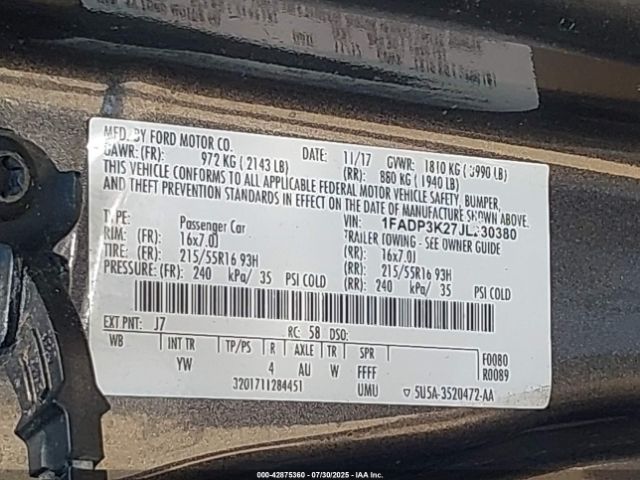 MFD. BY FORD MOTOR CO.
DATE: 11/17 GVWR: 1810 KG ( 3990 LB)
GAWR: (FR): 972 KG ( 2143 LB) (RR): 880 KG ( 1940 LB)
THIS VEHICLE CONFORMS TO ALL APPLICABLE FEDERAL MOTOR VEHICLE SAFETY, BUMPER,
AND THEFT PREVENTION STANDARDS IN EFFECT ON THE DATE OF MANUFACTURE SHOWN ABOVE.
VIN: 1FADP3K27JL 30380
TYPE: Passenger Car TRAILER TOWING - SEE OWNER GUIDE
RIM: (FR): 16x7.0J (RR): 16x7.0J
TIRE: (FR): 215/55R16 93H (RR): 215/55R16 93H
PRESSURE: (FR): 240 kPa/ 35 PSI COLD (RR): 240 kPa/ 35 PSI COLD
EXT PNT: J7 RC: 58 DSO:
WB INT TR TP/PS R AXLE TR SPR F0080
YW 4 AU W FFFF R0089
3201711284451 UMU ▽ 5U5A-3520472-AA
000-42875360 - 07/30/2025 - IAA Inc.